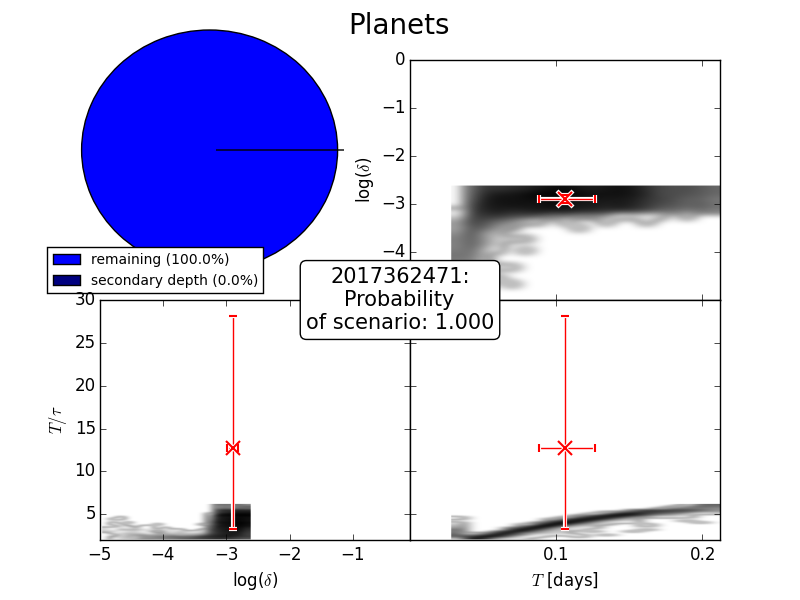 Planets
remaining (100.0%)
secondary depth (0.0%)
0
−1
−2
−3
−4
log(δ)
2017362471:
Probability
of scenario: 1.000
30
25
20
15
10
5
T/τ
−5 −4 −3 −2 −1
log(δ)
0.1 0.2
T [days]